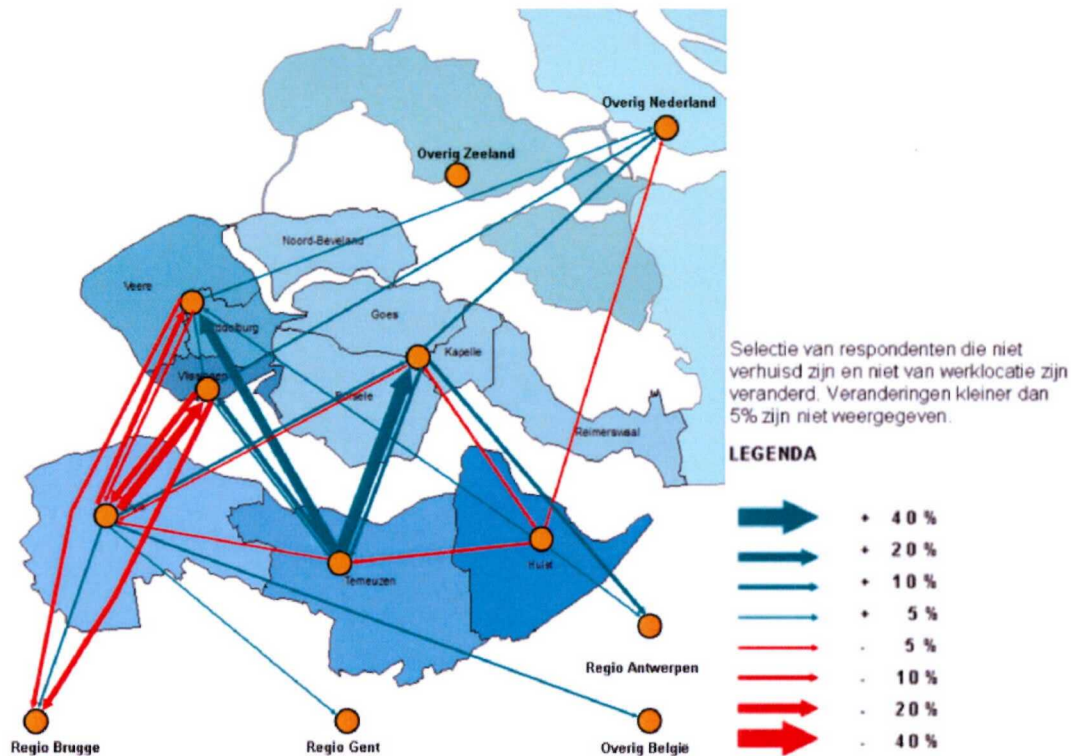 Overig Nederland
Overig Zeeland
Noord-Beveland
Veere
Goes
Kapelle
Reimerswaal
Terneuzen
Hulst
Selectie van respondenten die niet
verhuisd zijn en niet van werklocatie zijn
veranderd. Veranderingen kleiner dan
5% zijn niet weergegeven.
LEGENDA
+ 40 %
+ 20 %
+ 10 %
+ 5 %
- 5 %
- 10 %
- 20 %
- 40 %
Regio Antwerpen
Regio Brugge
Regio Gent
Overig België